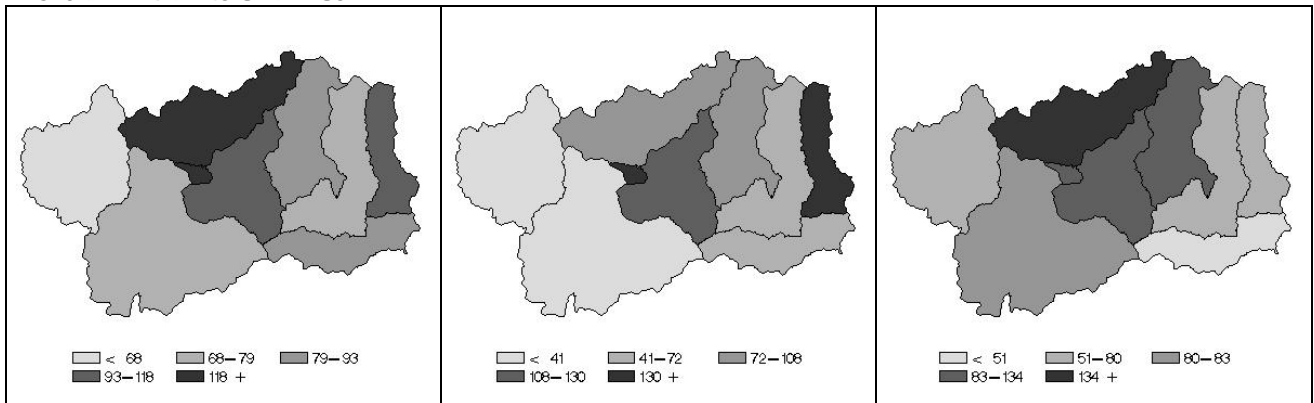 < 68 68–79 79–93
93–118 118 +
< 41 41–72 72–108
108–130 130 +
< 51 51–80 80–83
83–134 134 +